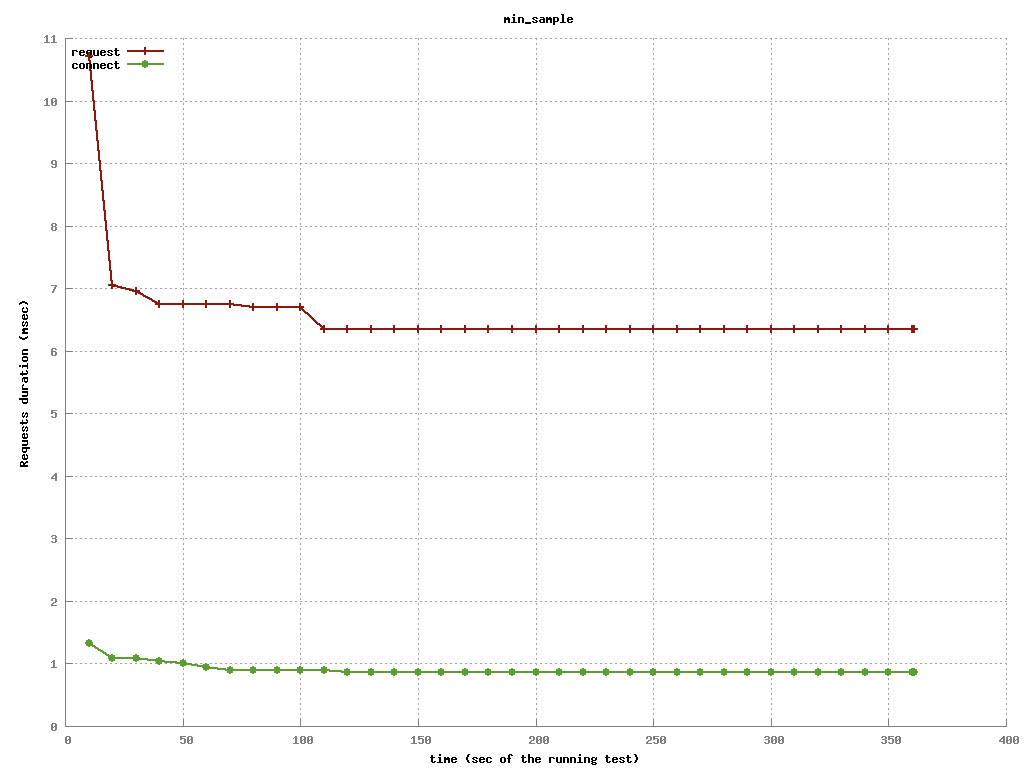 min_sample
request
connect
11
10
9
8
7
6
5
4
3
2
1
0
Requests duration (msec)
0 50 100 150 200 250 300 350 400
time (sec of the running test)